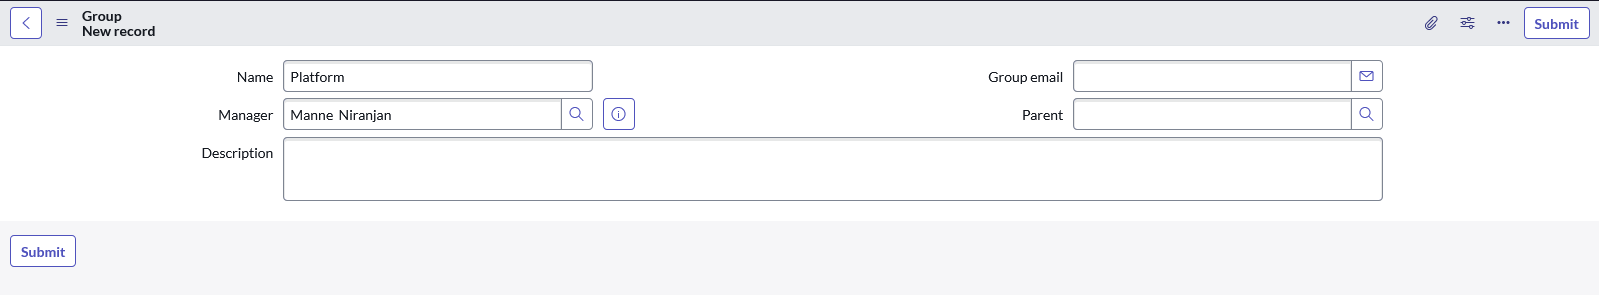 Group
New record
Submit
Name Platform
Group email
Manager Manne Niranjan
Parent
Description
Submit